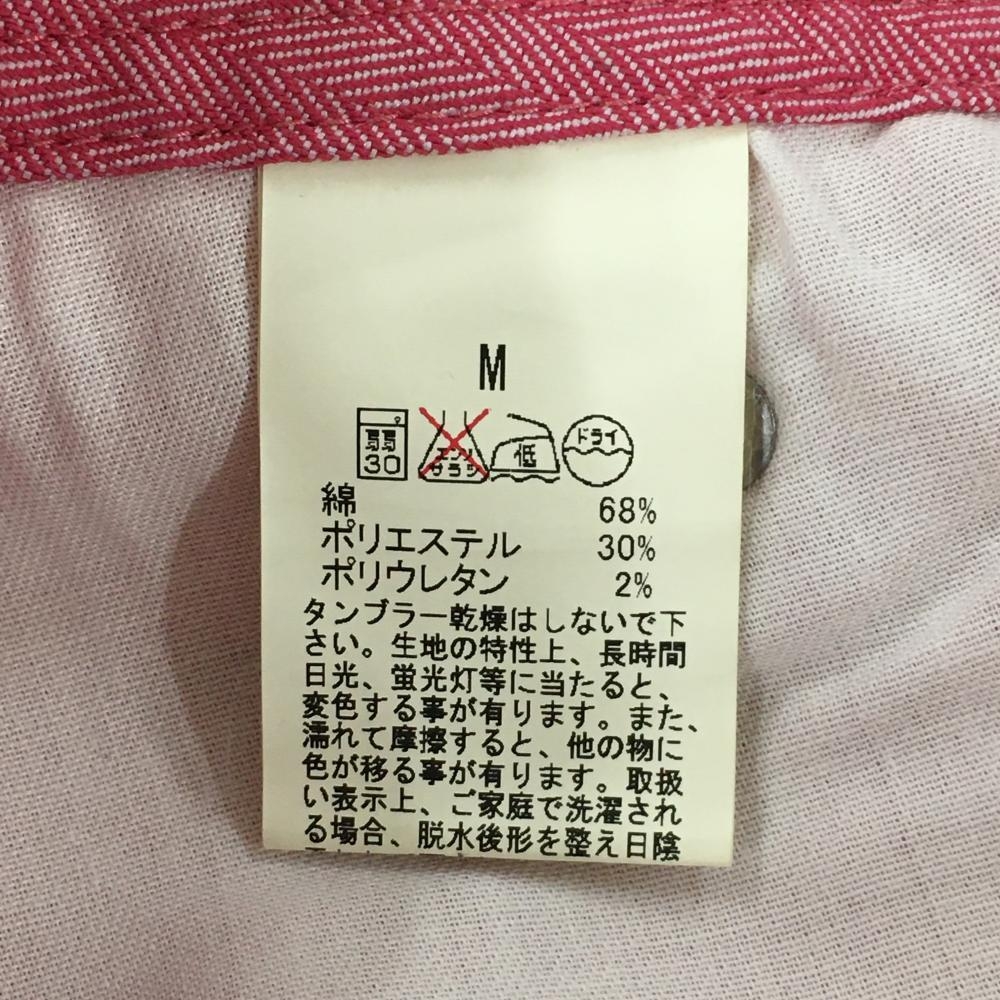 M
弱 30 エンソ サラシ 低 ドライ
綿 68%
ポリエステル 30%
ポリウレタン 2%
タンブラー乾燥はしないで下
さい。生地の特性上、長時間
日光、蛍光灯等に当たると、
変色する事が有ります。また、
濡れて摩擦すると、他の物に
色が移る事が有ります。取扱
い表示上、ご家庭で洗濯され
る場合、脱水後形を整え日陰